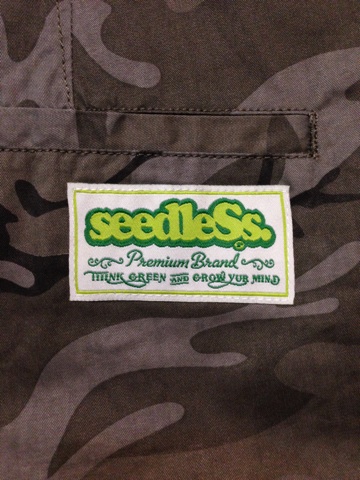 seedleSs.
Premium Brand
THINK GREEN AND GROW YUR MIND